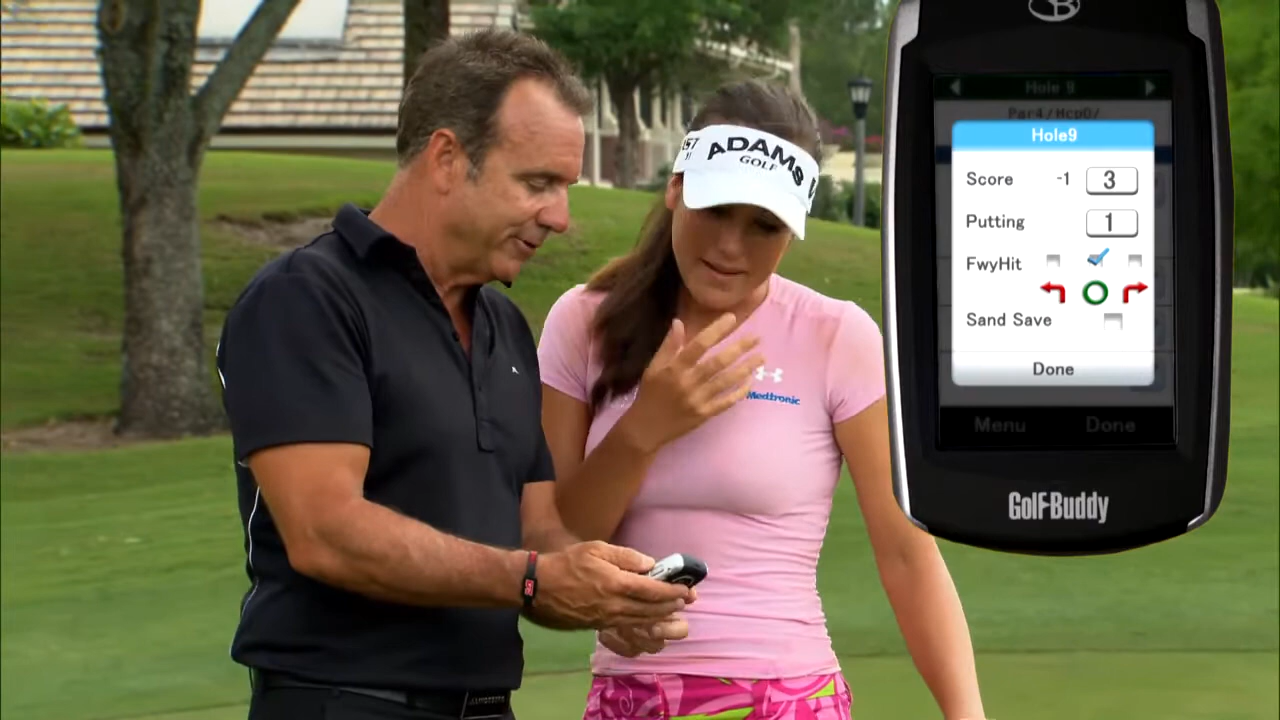 Hole 9
Par4/Hcp0/
Hole9
Score -1 3
Putting 1
FwyHit
Sand Save
Done
Menu Done
GolfBuddy
ADAMS
GOLF
Medtronic